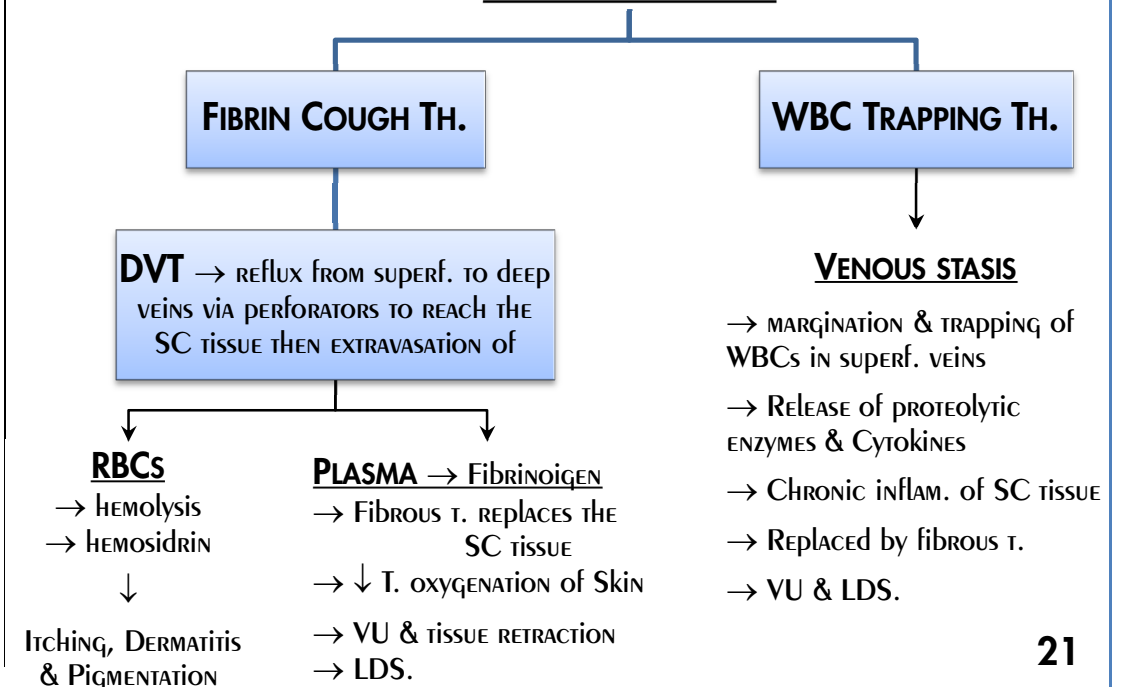 FIBRIN COUGH TH.
WBC TRAPPING TH.
DVT → REFLUX FROM SUPERF. TO DEEP
VEINS VIA PERFORATORS TO REACH THE
SC TISSUE THEN EXTRAVASATION OF
RBCS
→ HEMOLYSIS
→ HEMOSIDRIN
↓
ITCHING, DERMATITIS
& PIGMENTATION
PLASMA → FIBRINOIGEN
→ FIBROUS T. REPLACES THE
SC TISSUE
→ ↓ T. OXYGENATION OF SKIN
→ VU & TISSUE RETRACTION
→ LDS.
VENOUS STASIS
→ MARGINATION & TRAPPING OF
WBCS IN SUPERF. VEINS
→ RELEASE OF PROTEOLYTIC
ENZYMES & CYTOKINES
→ CHRONIC INFLAM. OF SC TISSUE
→ REPLACED BY FIBROUS T.
→ VU & LDS.
21